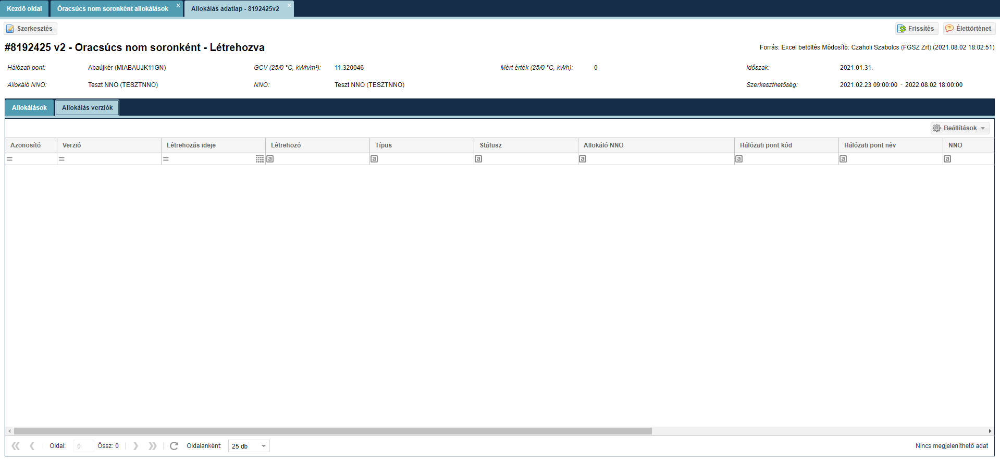 Kezdő oldal
Óracsúcs nom soronként allokálások
Allokálás adatlap - 8192425v2
Szerkesztés
Frissítés
Élettörténet
#8192425 v2 - Oracsúcs nom soronként - Létrehozva
Forrás: Excel betöltés Módosító: Czaholi Szabolcs (FGSZ Zrt) (2021.08.02 18:02:51)
Hálózati pont: Abaújkér (MIABAUJK11GN) GCV (25/0 °C, kWh/m³): 11.320046 Mért érték (25/0 °C, kWh): 0 Időszak: 2021.01.31.
Allokáló NNO: Teszt NNO (TESZTNNO) NNO: Teszt NNO (TESZTNNO) Szerkeszthetőség: 2021.02.23 09:00:00 - 2022.08.02 18:00:00
Allokálások
Allokálás verziók
Beállítások
Azonosító Verzió Létrehozás ideje Létrehozó Típus Státusz Allokáló NNO Hálózati pont kód Hálózati pont név NNO
Oldal: 0 Össz: 0 Oldalanként: 25 db Nincs megjeleníthető adat